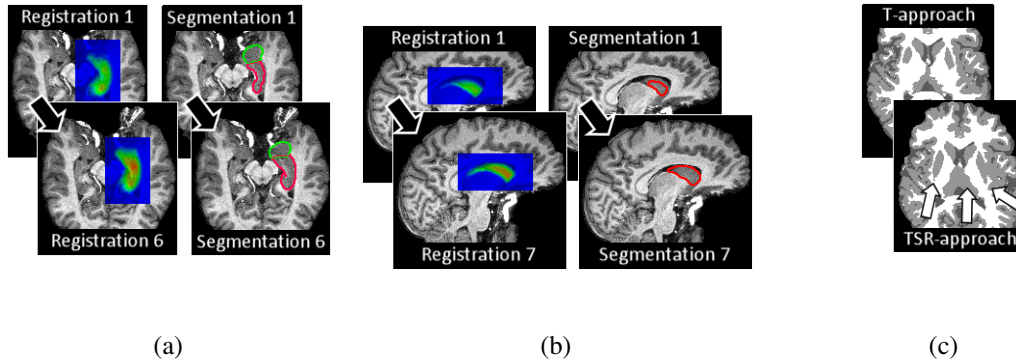 Registration 1
Segmentation 1
Registration 6
Segmentation 6
(a)
Registration 1
Segmentation 1
Registration 7
Segmentation 7
(b)
T-approach
TSR-approach
(c)